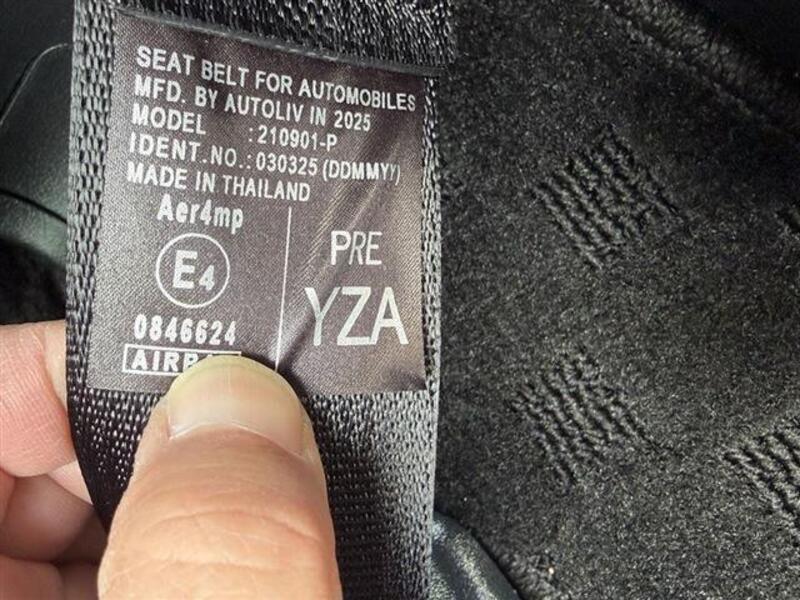 SEAT BELT FOR AUTOMOBILES
MFD. BY AUTOLIV IN 2025
MODEL :210901-P
IDENT.NO.:030325 (DDMMYY)
MADE IN THAILAND
Aer4mp
E4
0846624
PRE
YZA